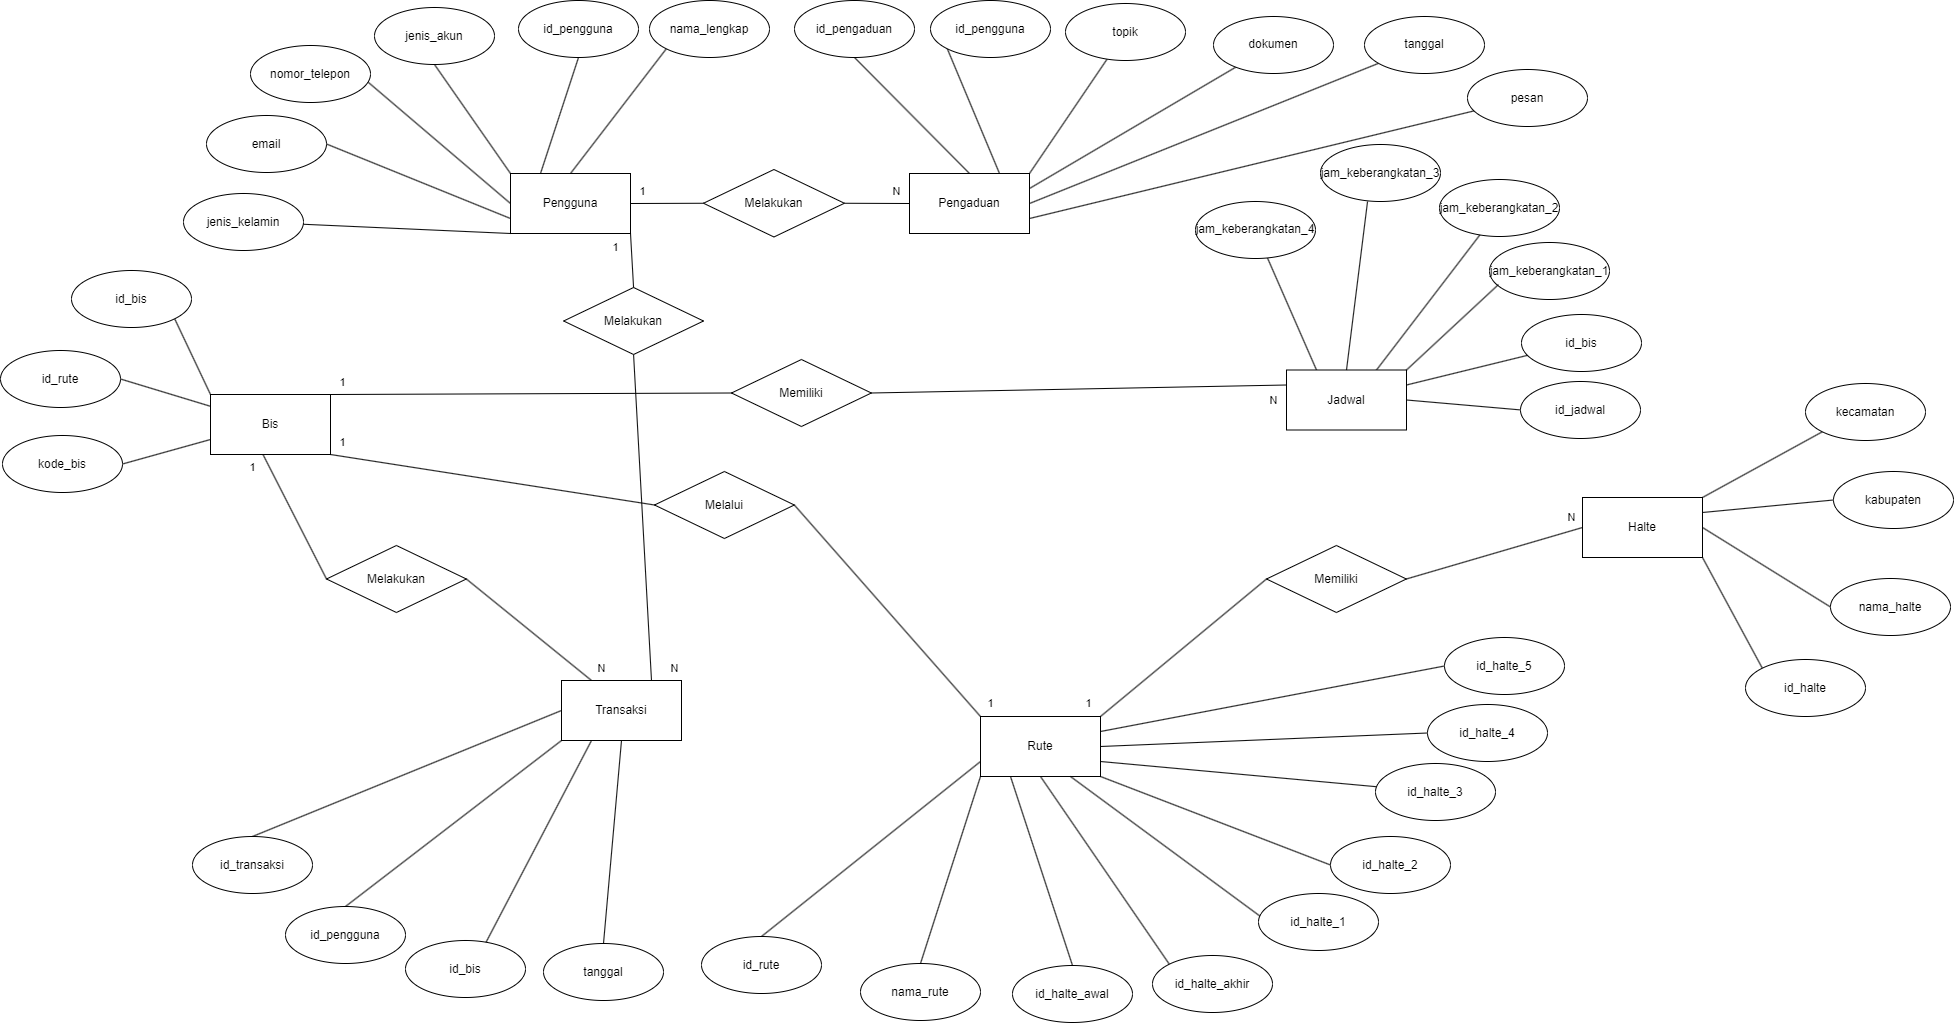 jenis_akun
id_pengguna
nama_lengkap
id_pengaduan
id_pengguna
topik
dokumen
tanggal
nomor_telepon
pesan
email
jam_keberangkatan_3
1
Melakukan
N
Pengguna
Pengaduan
jam_keberangkatan_2
jenis_kelamin
jam_keberangkatan_4
1
jam_keberangkatan_1
id_bis
Melakukan
id_bis
id_rute
1
Memiliki
N
Jadwal
id_jadwal
kecamatan
Bis
1
kode_bis
1
Melalui
kabupaten
N
Halte
Melakukan
Memiliki
nama_halte
N
N
id_halte_5
id_halte
1
1
Transaksi
id_halte_4
Rute
id_halte_3
id_transaksi
id_halte_2
id_halte_1
id_pengguna
id_bis
tanggal
id_rute
nama_rute
id_halte_awal
id_halte_akhir